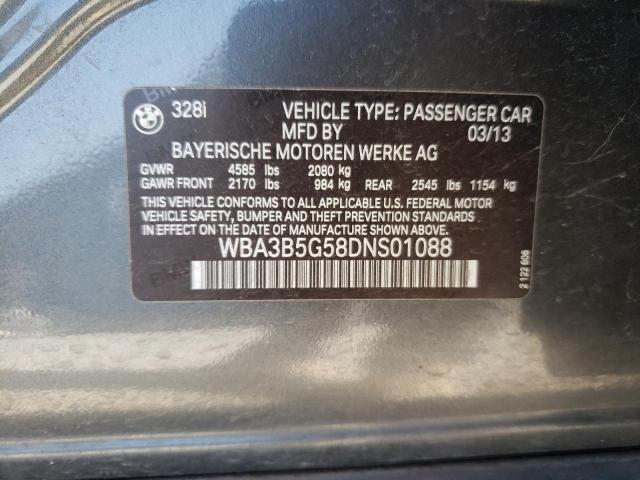 BMW 328i VEHICLE TYPE: PASSENGER CAR
MFD BY 03/13
BAYERISCHE MOTOREN WERKE AG
GVWR 4585 lbs 2080 kg
GAWR FRONT 2170 lbs 984 kg REAR 2545 lbs 1154 kg
THIS VEHICLE CONFORMS TO ALL APPLICABLE U.S. FEDERAL MOTOR
VEHICLE SAFETY, BUMPER AND THEFT PREVENTION STANDARDS
IN EFFECT ON THE DATE OF MANUFACTURE SHOWN ABOVE.
WBA3B5G58DNS01088
2 122 606